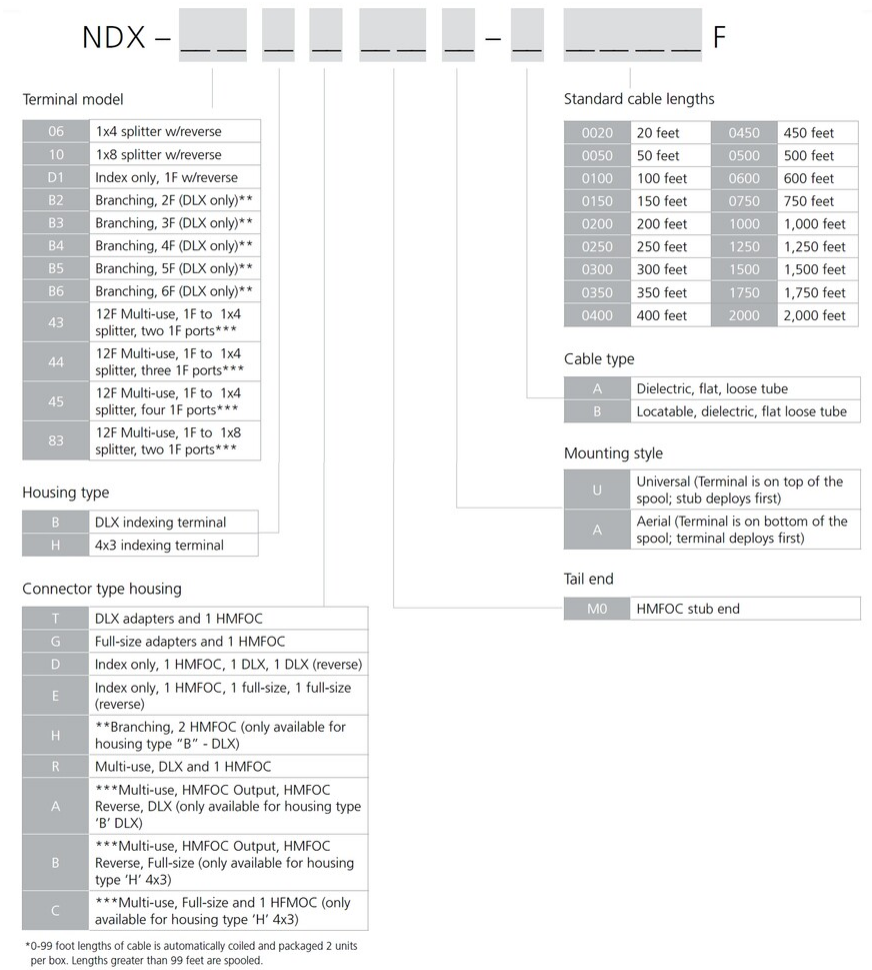 NDX – __ __ __ __ __ __ __ – __ __ __ __ __ F
Terminal model
06 1x4 splitter w/reverse
10 1x8 splitter w/reverse
D1 Index only, 1F w/reverse
B2 Branching, 2F (DLX only)**
B3 Branching, 3F (DLX only)**
B4 Branching, 4F (DLX only)**
B5 Branching, 5F (DLX only)**
B6 Branching, 6F (DLX only)**
43 12F Multi-use, 1F to 1x4
splitter, two 1F ports***
44 12F Multi-use, 1F to 1x4
splitter, three 1F ports***
45 12F Multi-use, 1F to 1x4
splitter, four 1F ports***
83 12F Multi-use, 1F to 1x8
splitter, two 1F ports***
Housing type
B DLX indexing terminal
H 4x3 indexing terminal
Connector type housing
T DLX adapters and 1 HMFOC
G Full-size adapters and 1 HMFOC
D Index only, 1 HMFOC, 1 DLX, 1 DLX (reverse)
E Index only, 1 HMFOC, 1 full-size, 1 full-size
(reverse)
H **Branching, 2 HMFOC (only available for
housing type “B” - DLX)
R Multi-use, DLX and 1 HMFOC
A ***Multi-use, HMFOC Output, HMFOC
Reverse, DLX (only available for housing type
‘B’ DLX)
B ***Multi-use, HMFOC Output, HMFOC
Reverse, Full-size (only available for housing
type ‘H’ 4x3)
C ***Multi-use, Full-size and 1 HFMOC (only
available for housing type ‘H’ 4x3)
*0-99 foot lengths of cable is automatically coiled and packaged 2 units
per box. Lengths greater than 99 feet are spooled.
Standard cable lengths
0020 20 feet 0450 450 feet
0050 50 feet 0500 500 feet
0100 100 feet 0600 600 feet
0150 150 feet 0750 750 feet
0200 200 feet 1000 1,000 feet
0250 250 feet 1250 1,250 feet
0300 300 feet 1500 1,500 feet
0350 350 feet 1750 1,750 feet
0400 400 feet 2000 2,000 feet
Cable type
A Dielectric, flat, loose tube
B Locatable, dielectric, flat loose tube
Mounting style
U Universal (Terminal is on top of the
spool; stub deploys first)
A Aerial (Terminal is on bottom of the
spool; terminal deploys first)
Tail end
M0 HMFOC stub end